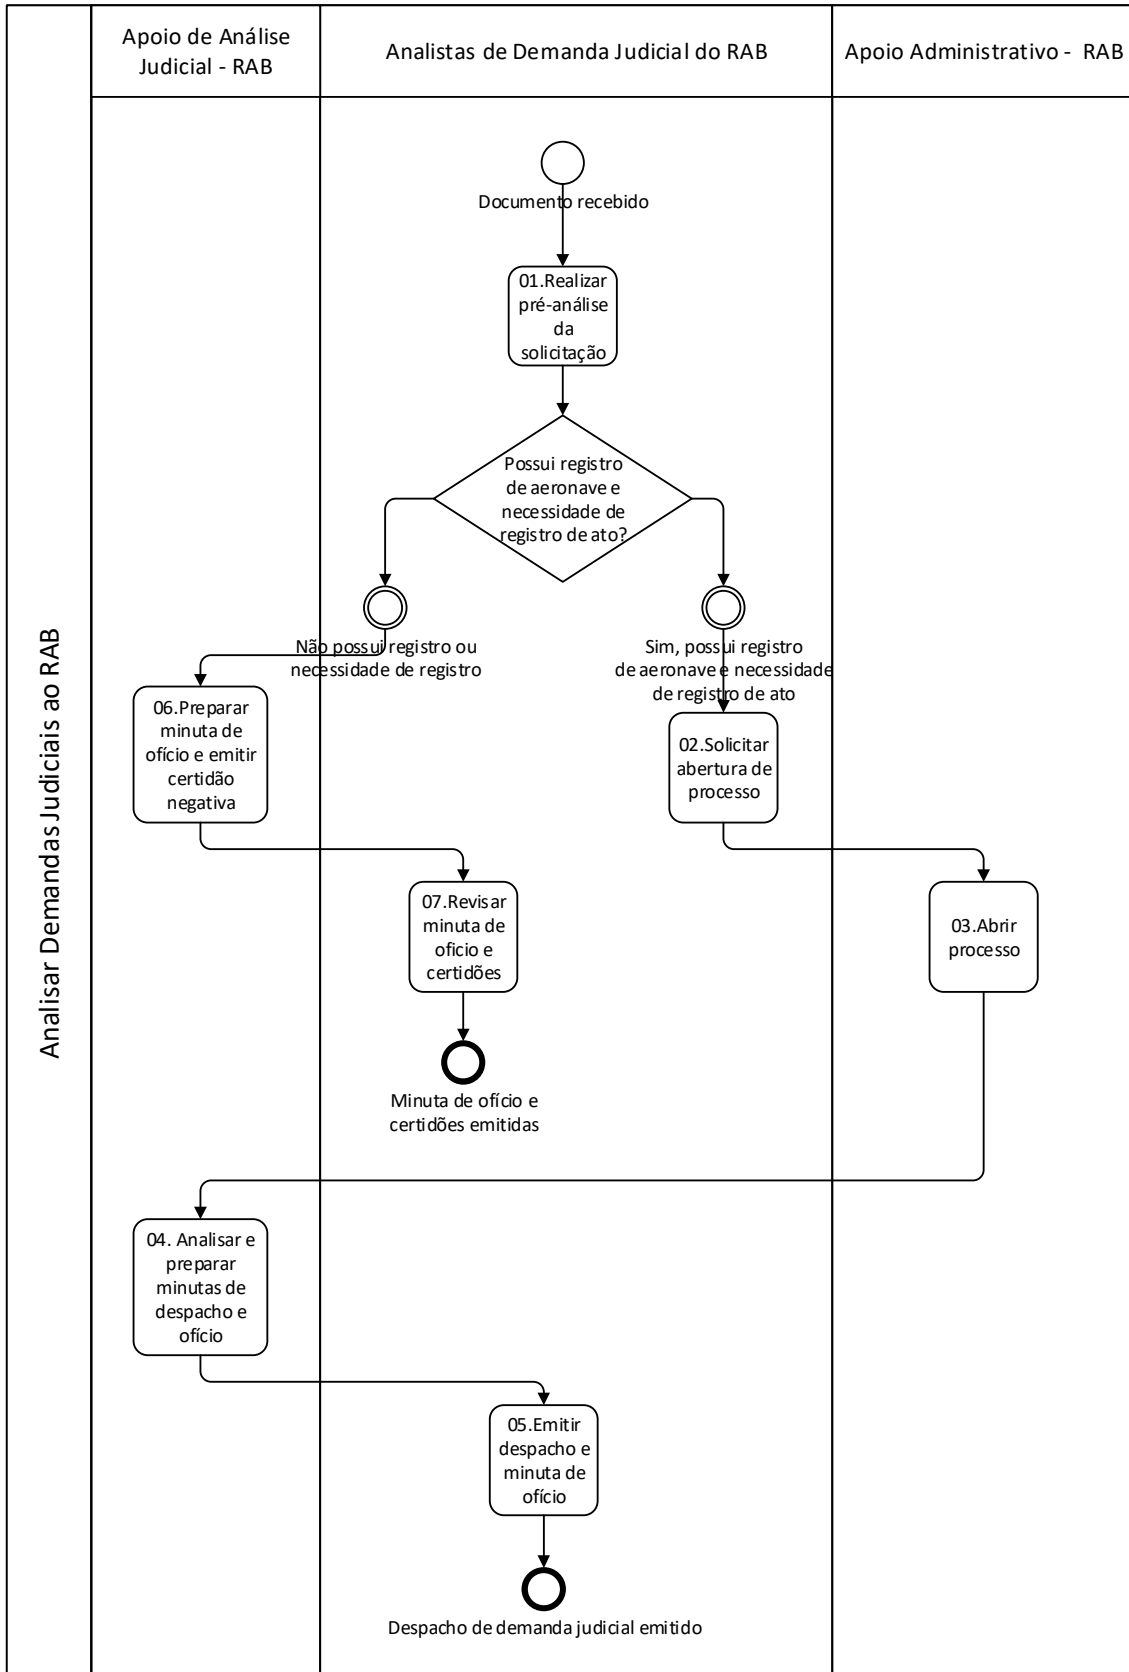 Analisar Demandas Judiciais ao RAB
Apoio de Análise
Judicial - RAB
Analistas de Demanda Judicial do RAB
Apoio Administrativo - RAB
Documento recebido
01.Realizar
pré-análise
da
solicitação
Possui registro
de aeronave e
necessidade de
registro de ato?
Não possui registro ou
necessidade de registro
Sim, possui registro
de aeronave e necessidade
de registro de ato
06.Preparar
minuta de
ofício e emitir
certidão
negativa
02.Solicitar
abertura de
processo
07.Revisar
minuta de
oficio e
certidões
03.Abrir
processo
Minuta de ofício e
certidões emitidas
04. Analisar e
preparar
minutas de
despacho e
ofício
05.Emitir
despacho e
minuta de
ofício
Despacho de demanda judicial emitido